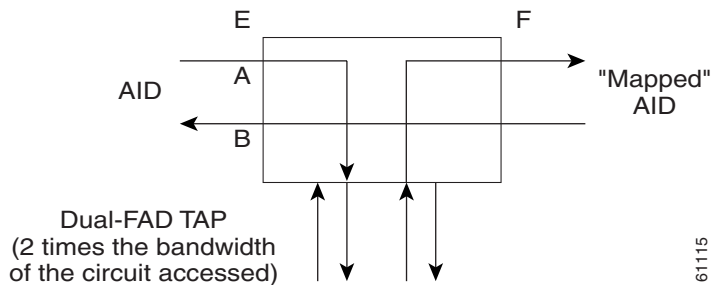 E
F
A
AID
"Mapped"
AID
B
Dual-FAD TAP
(2 times the bandwidth
of the circuit accessed)
61115